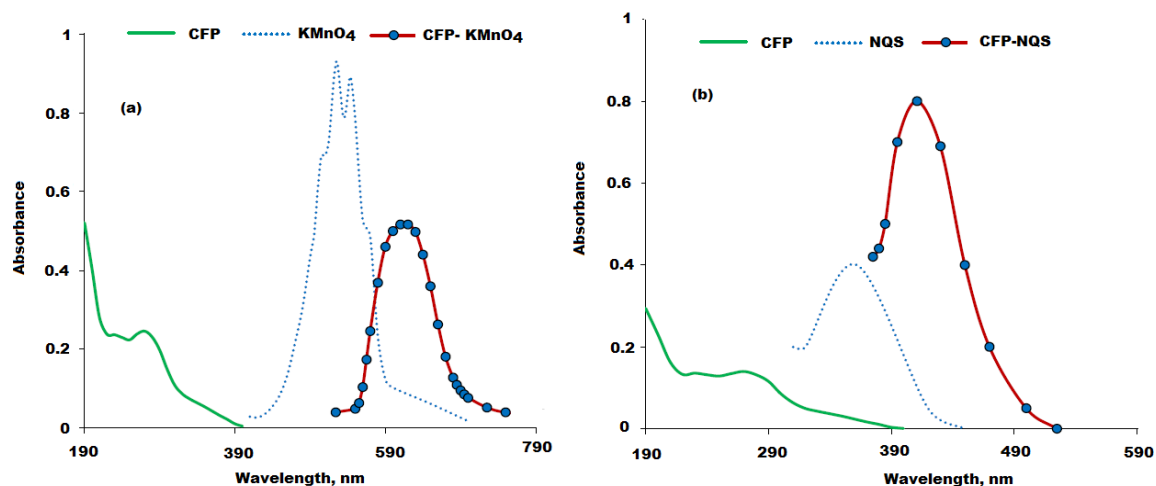 CFP KMnO4 CFP- KMnO4
(a)
Absorbance
1
0.8
0.6
0.4
0.2
0
190 390 590 790
Wavelength, nm
CFP NQS CFP-NQS
(b)
Absorbance
1
0.8
0.6
0.4
0.2
0
190 290 390 490 590
Wavelength, nm